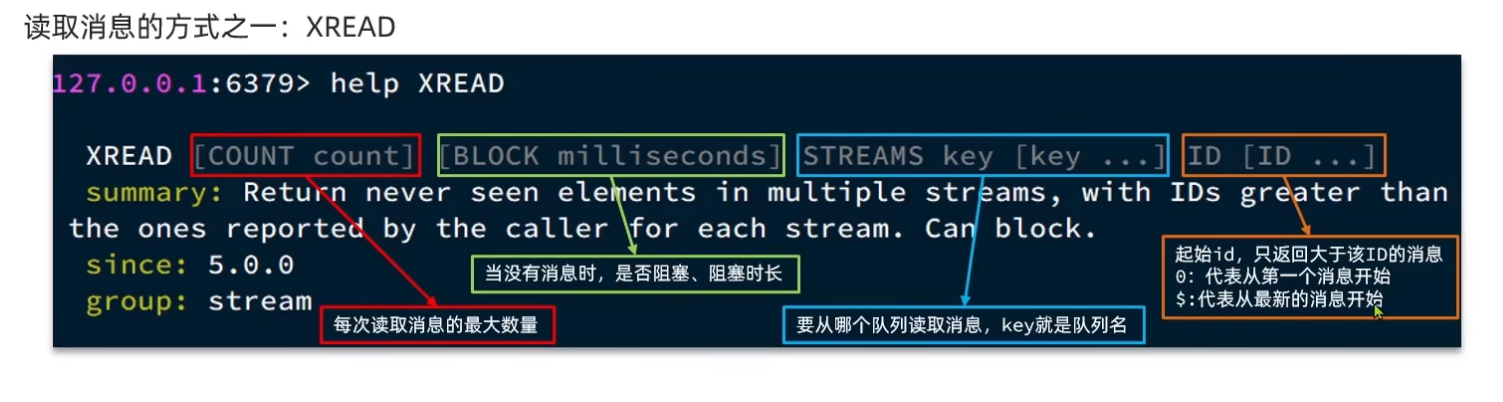 读取消息的方式之一：XREAD
127.0.0.1:6379> help XREAD
XREAD [COUNT count] [BLOCK milliseconds] STREAMS key [key ...] ID [ID ...]
summary: Return never seen elements in multiple streams, with IDs greater than
the ones reported by the caller for each stream. Can block.
since: 5.0.0
group: stream
每次读取消息的最大数量
当没有消息时，是否阻塞、阻塞时长
要从哪个队列读取消息，key就是队列名
起始id，只返回大于该ID的消息
0：代表从第一个消息开始
$:代表从最新的消息开始